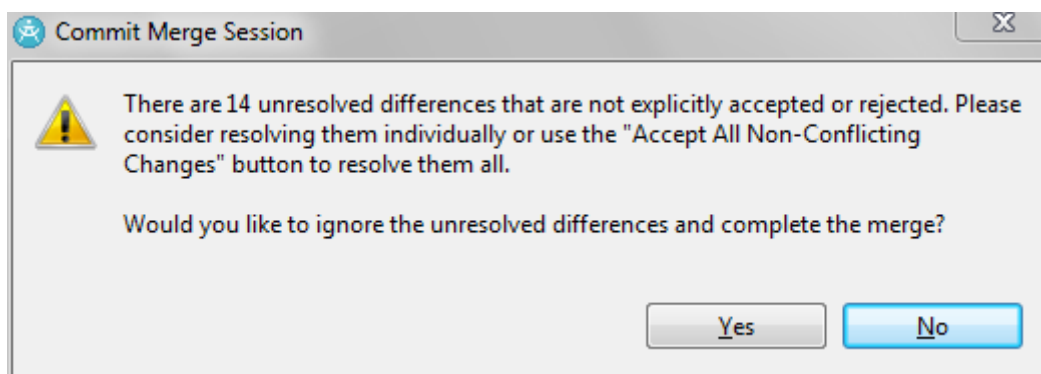 Commit Merge Session
There are 14 unresolved differences that are not explicitly accepted or rejected. Please
consider resolving them individually or use the "Accept All Non-Conflicting
Changes" button to resolve them all.
Would you like to ignore the unresolved differences and complete the merge?
Yes
No